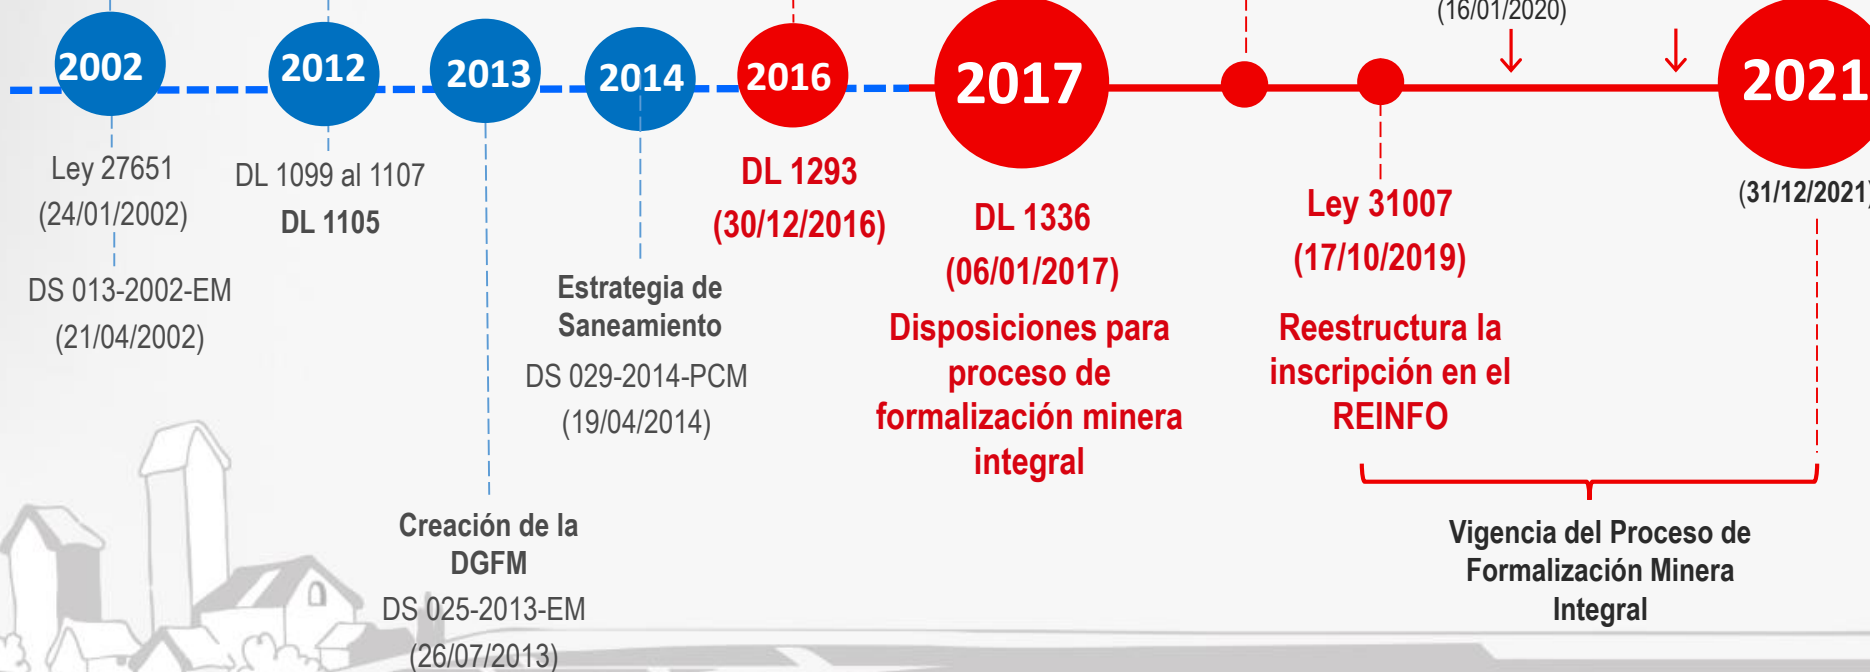 (16/01/2020)
2002
2012
2013
2014
2016
2017
2021
Ley 27651
(24/01/2002)
DS 013-2002-EM
(21/04/2002)
DL 1099 al 1107
DL 1105
Creación de la
DGFM
DS 025-2013-EM
(26/07/2013)
Estrategia de
Saneamiento
DS 029-2014-PCM
(19/04/2014)
DL 1293
(30/12/2016)
DL 1336
(06/01/2017)
Disposiciones para
proceso de
formalización minera
integral
Ley 31007
(17/10/2019)
Reestructura la
inscripción en el
REINFO
(31/12/2021)
Vigencia del Proceso de
Formalización Minera
Integral